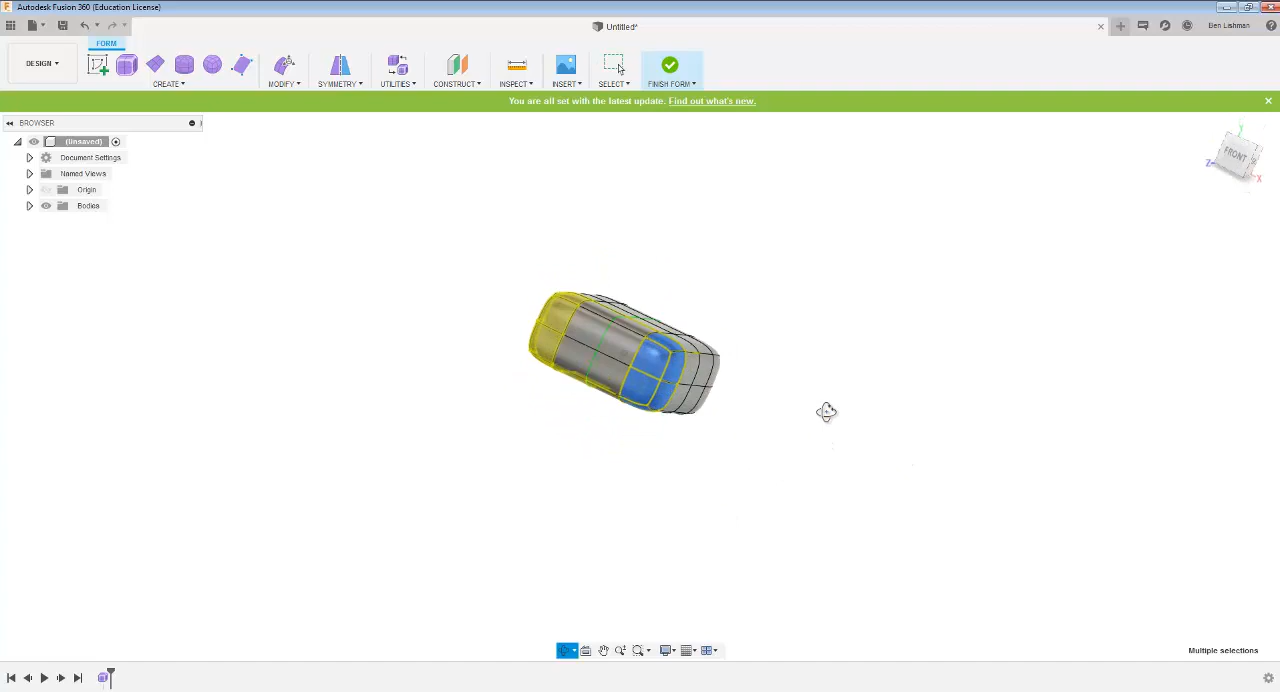 Autodesk Fusion 360 (Education License)
Untitled*
Ben Lishman
FORM
DESIGN
CREATE
MODIFY
SYMMETRY
UTILITIES
CONSTRUCT
INSPECT
INSERT
SELECT
FINISH FORM
You are all set with the latest update. Find out what's new.
BROWSER
(Unsaved)
Document Settings
Named Views
Origin
Bodies
Y
FRONT
Z
X
Multiple selections